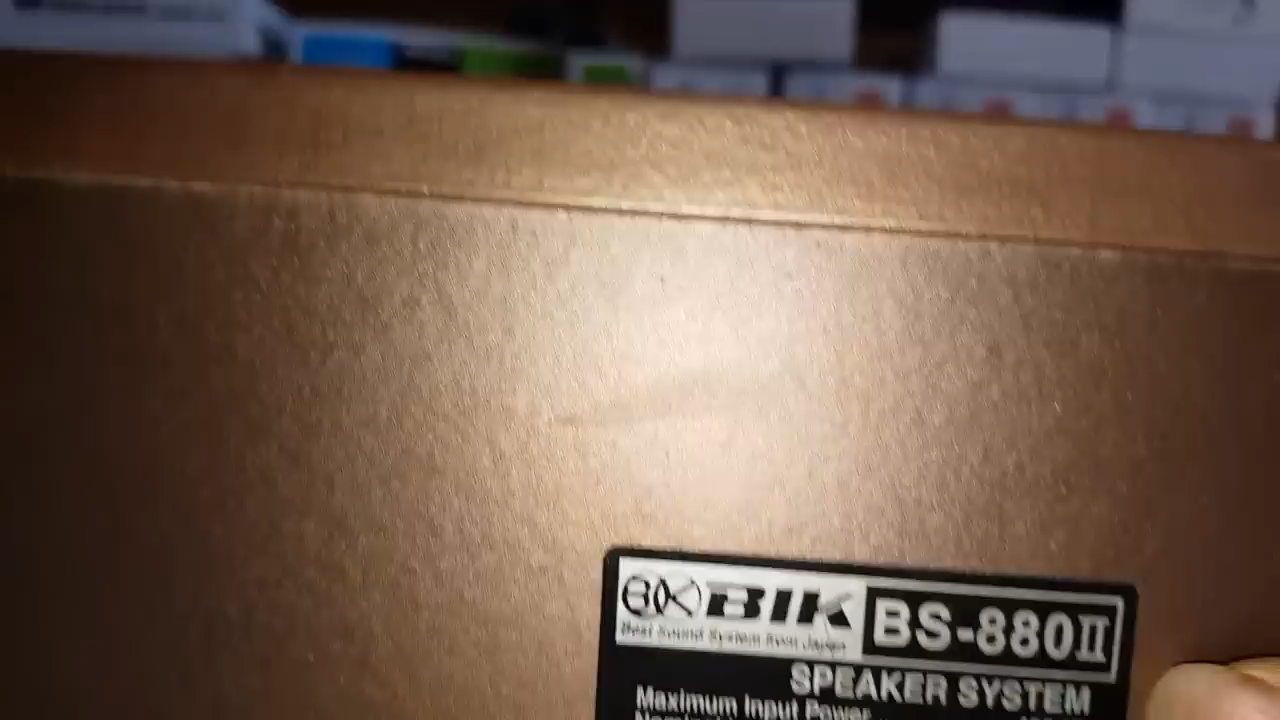 BIK BS-880II
Best Sound System from Japan
SPEAKER SYSTEM
Maximum Input Power